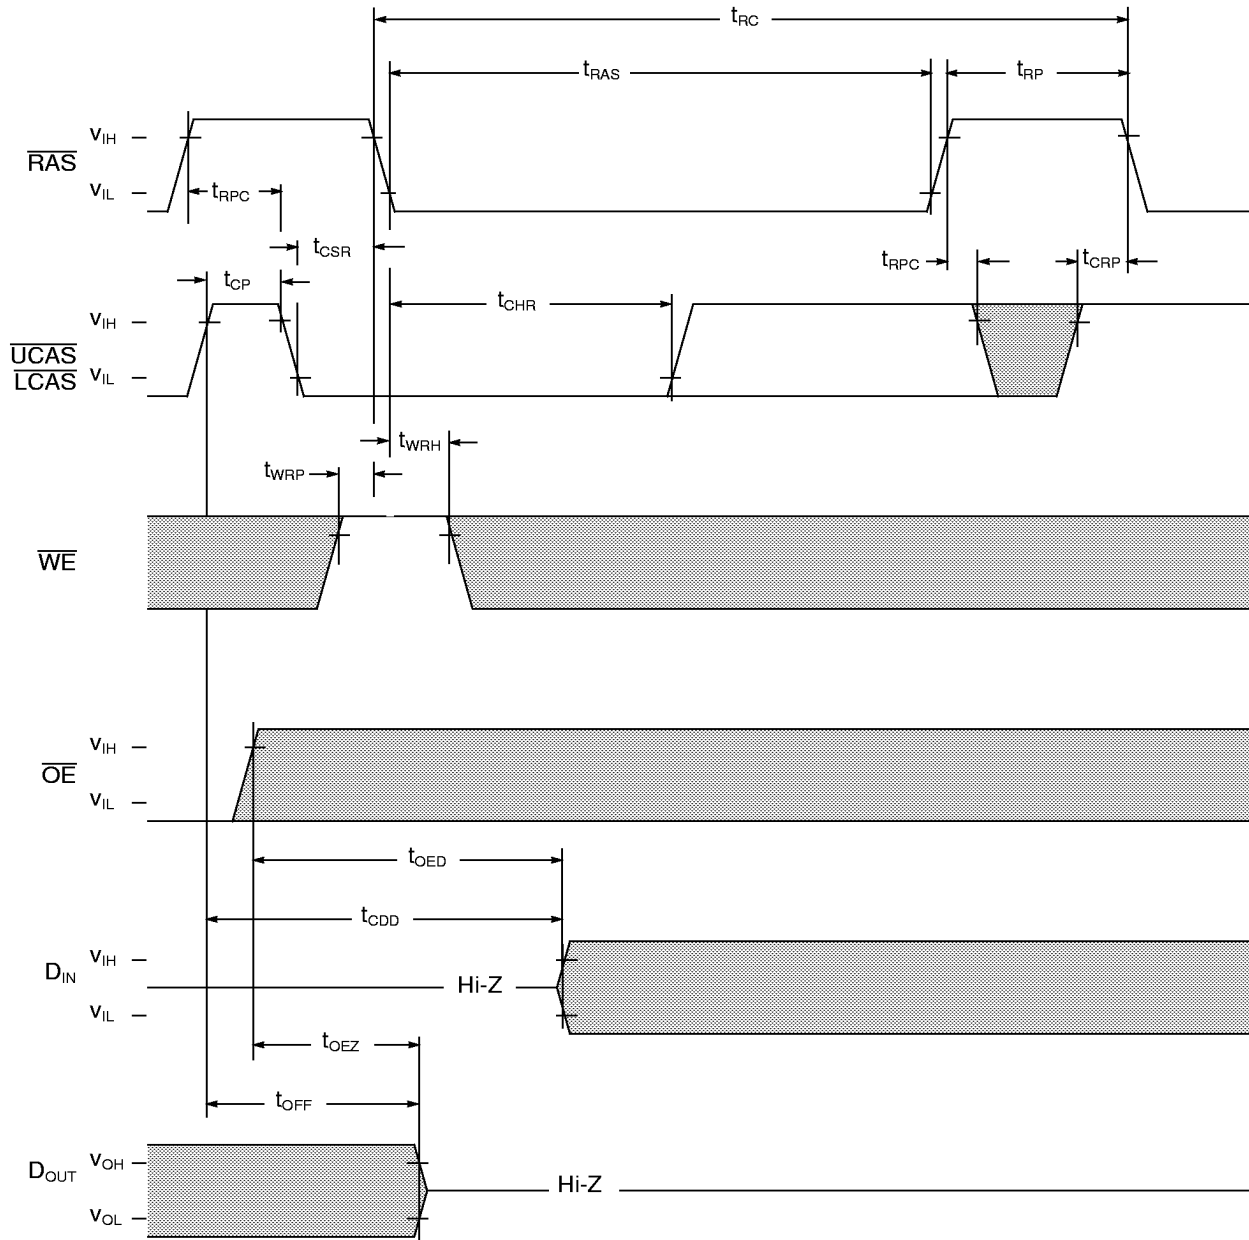 tRC
tRAS
tRP
VIH
RAS
VIL
tRPC
tCSR
tRPC
tCRP
tCP
tCHR
VIH
UCAS
LCAS
VIL
tWRH
tWRP
WE
VIH
OE
VIL
tOED
tCDD
VIH
DIN
Hi-Z
VIL
tOEZ
tOFF
VOH
DOUT
Hi-Z
VOL